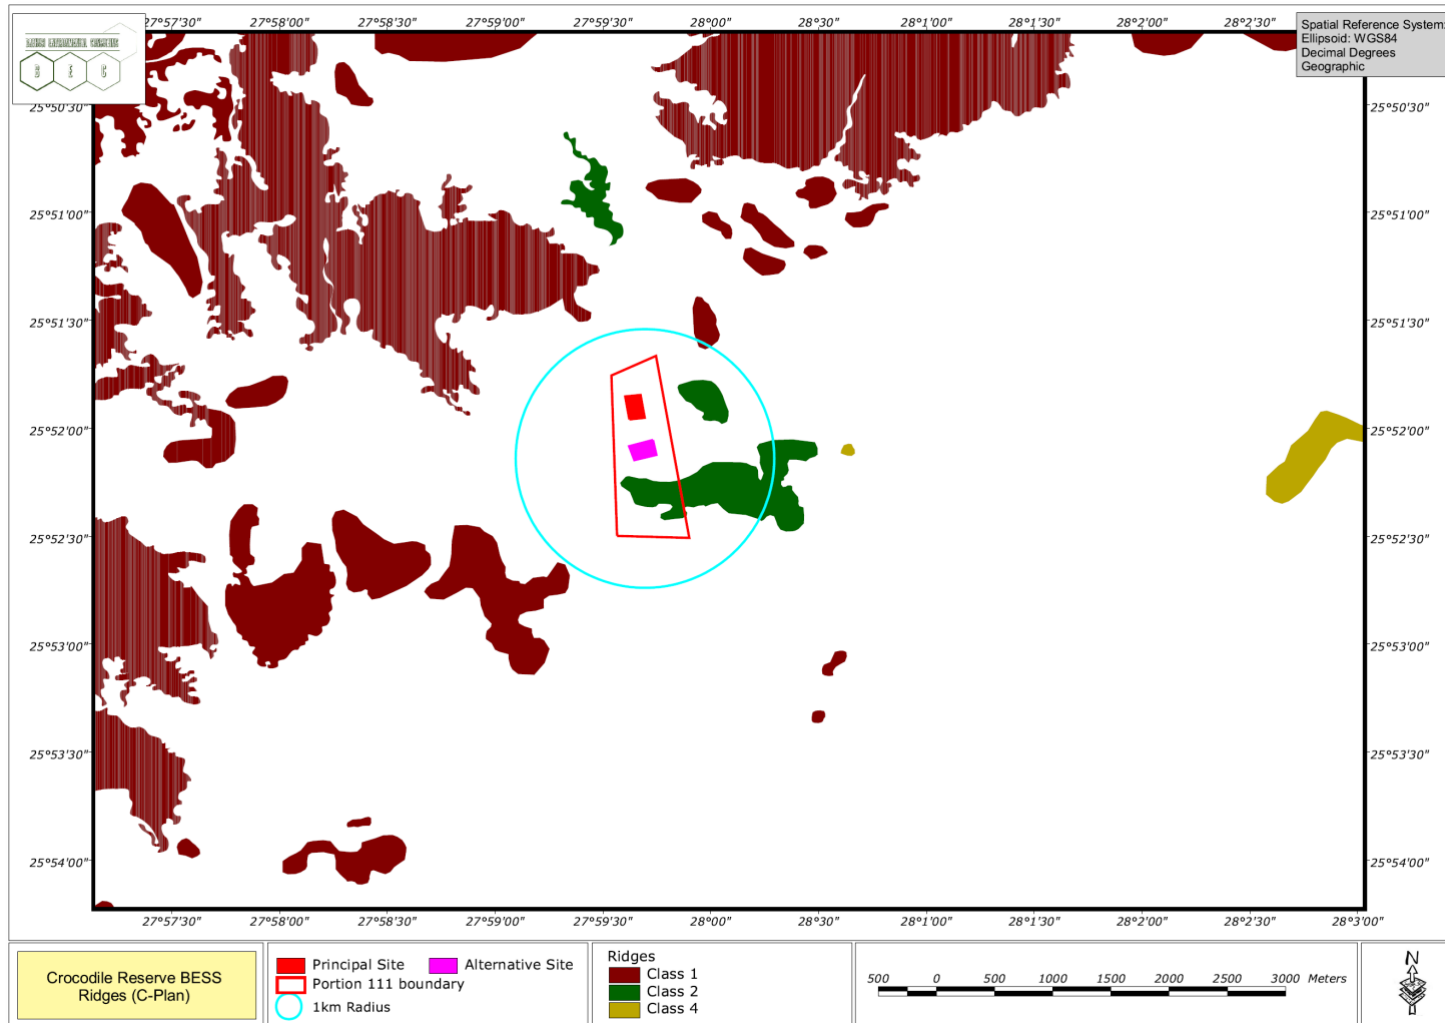 27°57'30" 27°58'00" 27°58'30" 27°59'00" 27°59'30" 28°0'00" 28°0'30" 28°1'00" 28°1'30" 28°2'00" 28°2'30"
Spatial Reference System:
Ellipsoid: WGS84
Decimal Degrees
Geographic
B E C
25°50'30" 25°50'30"
25°51'00" 25°51'00"
25°51'30" 25°51'30"
25°52'00" 25°52'00"
25°52'30" 25°52'30"
25°53'00" 25°53'00"
25°53'30" 25°53'30"
25°54'00" 25°54'00"
27°57'30" 27°58'00" 27°58'30" 27°59'00" 27°59'30" 28°0'00" 28°0'30" 28°1'00" 28°1'30" 28°2'00" 28°2'30" 28°3'00"
Crocodile Reserve BESS
Ridges (C-Plan)
Principal Site Alternative Site
Portion 111 boundary
1km Radius
Ridges
Class 1
Class 2
Class 4
500 0 500 1000 1500 2000 2500 3000 Meters
N